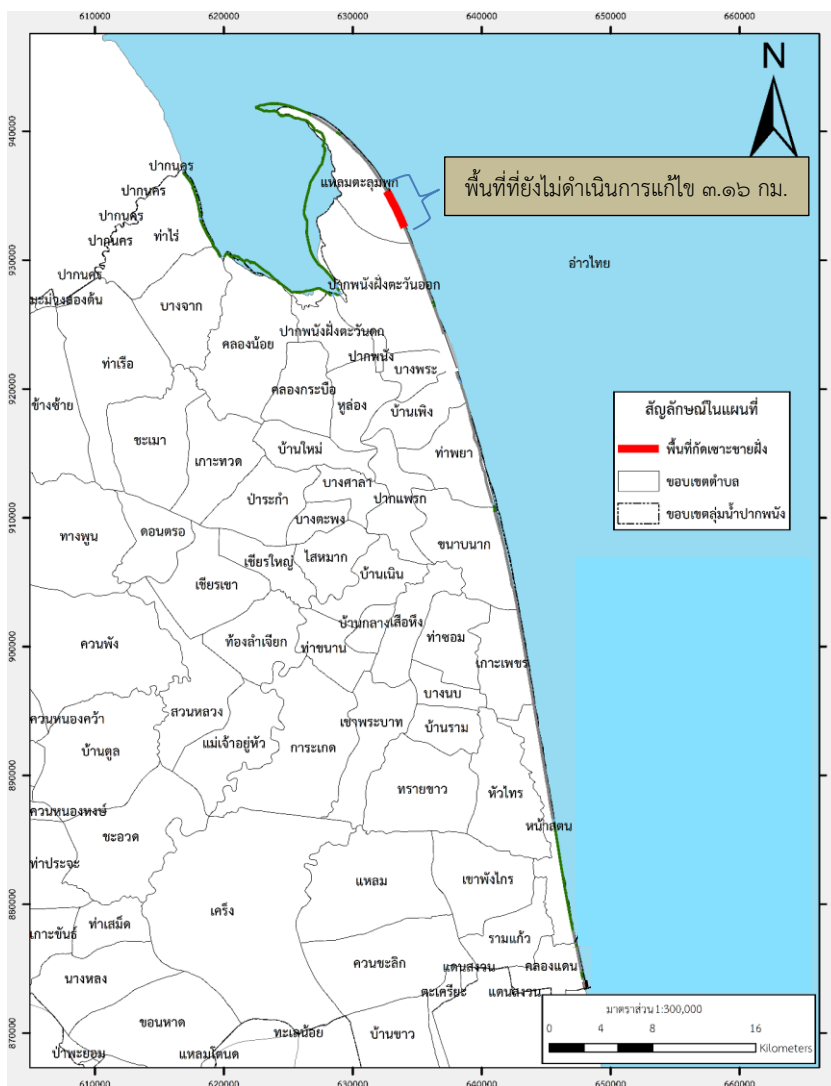 610000 620000 630000 640000 650000 660000
N
940000
930000
920000
910000
900000
890000
880000
870000
ปากนคร
ปากนคร
ปากนคร
ปากนคร
ท่าไร่
ปากนคร
แหลมตะลุมพุก
พื้นที่ที่ยังไม่ดำเนินการแก้ไข ๓.๑๖ กม.
อ่าวไทย
ปากพนังฝั่งตะวันออก
มะม่วงสองต้น
บางจาก
ปากพนังฝั่งตะวันตก
คลองน้อย
ปากพนัง
ท่าเรือ
บางพระ
คลองกระบือ
หูล่อง
บ้านเพิง
ช้างซ้าย
ชะเมา
บ้านใหม่
ท่าพยา
เกาะทวด
สัญลักษณ์ในแผนที่
พื้นที่กัดเซาะชายฝั่ง
ขอบเขตตำบล
ขอบเขตลุ่มน้ำปากพนัง
บางศาลา
ป่าระกำ
ปากแพรก
บางตะพง
ทางพูน
ดอนตรอ
ขนาบนาก
เชียรใหญ่
ไสหมาก
บ้านเนิน
เชียรเขา
บ้านกลาง
เสือหึง
ท่าซอม
ควนพัง
ท้องลำเจียก
ท่าขนาน
เกาะเพชร
บางนบ
สวนหลวง
ควนหนองคว้า
เขาพระบาท
บ้านราม
แม่เจ้าอยู่หัว
การะเกด
บ้านตูล
ทรายขาว
หัวไทร
ควนหนองหงษ์
หน้าสตน
ชะอวด
ท่าประจะ
แหลม
เขาพังไกร
เคร็ง
ท่าเสม็ด
เกาะขันธ์
รามแก้ว
ควนชะลิก
แดนสงวน
คลองแดน
นางหลง
ตะเครียะ
แดนสงวน
ขอนหาด
ทะเลน้อย
บ้านขาว
ป่าพะยอม
แหลมโตนด
มาตราส่วน 1:300,000
0 4 8 16
Kilometers
610000 620000 630000 640000 650000 660000